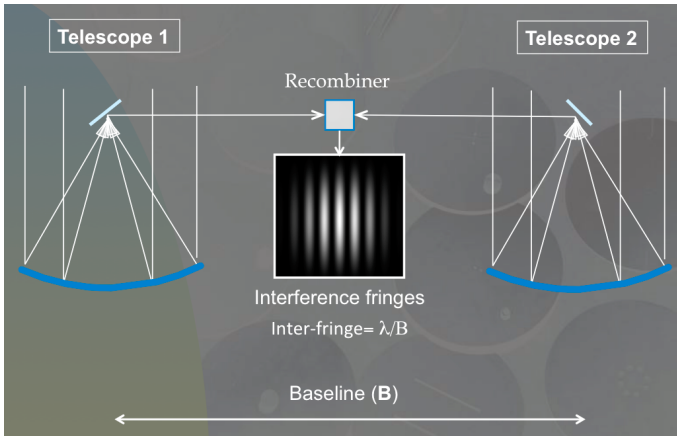 Telescope 1
Telescope 2
Recombiner
Interference fringes
Inter-fringe= λ/B
Baseline (B)